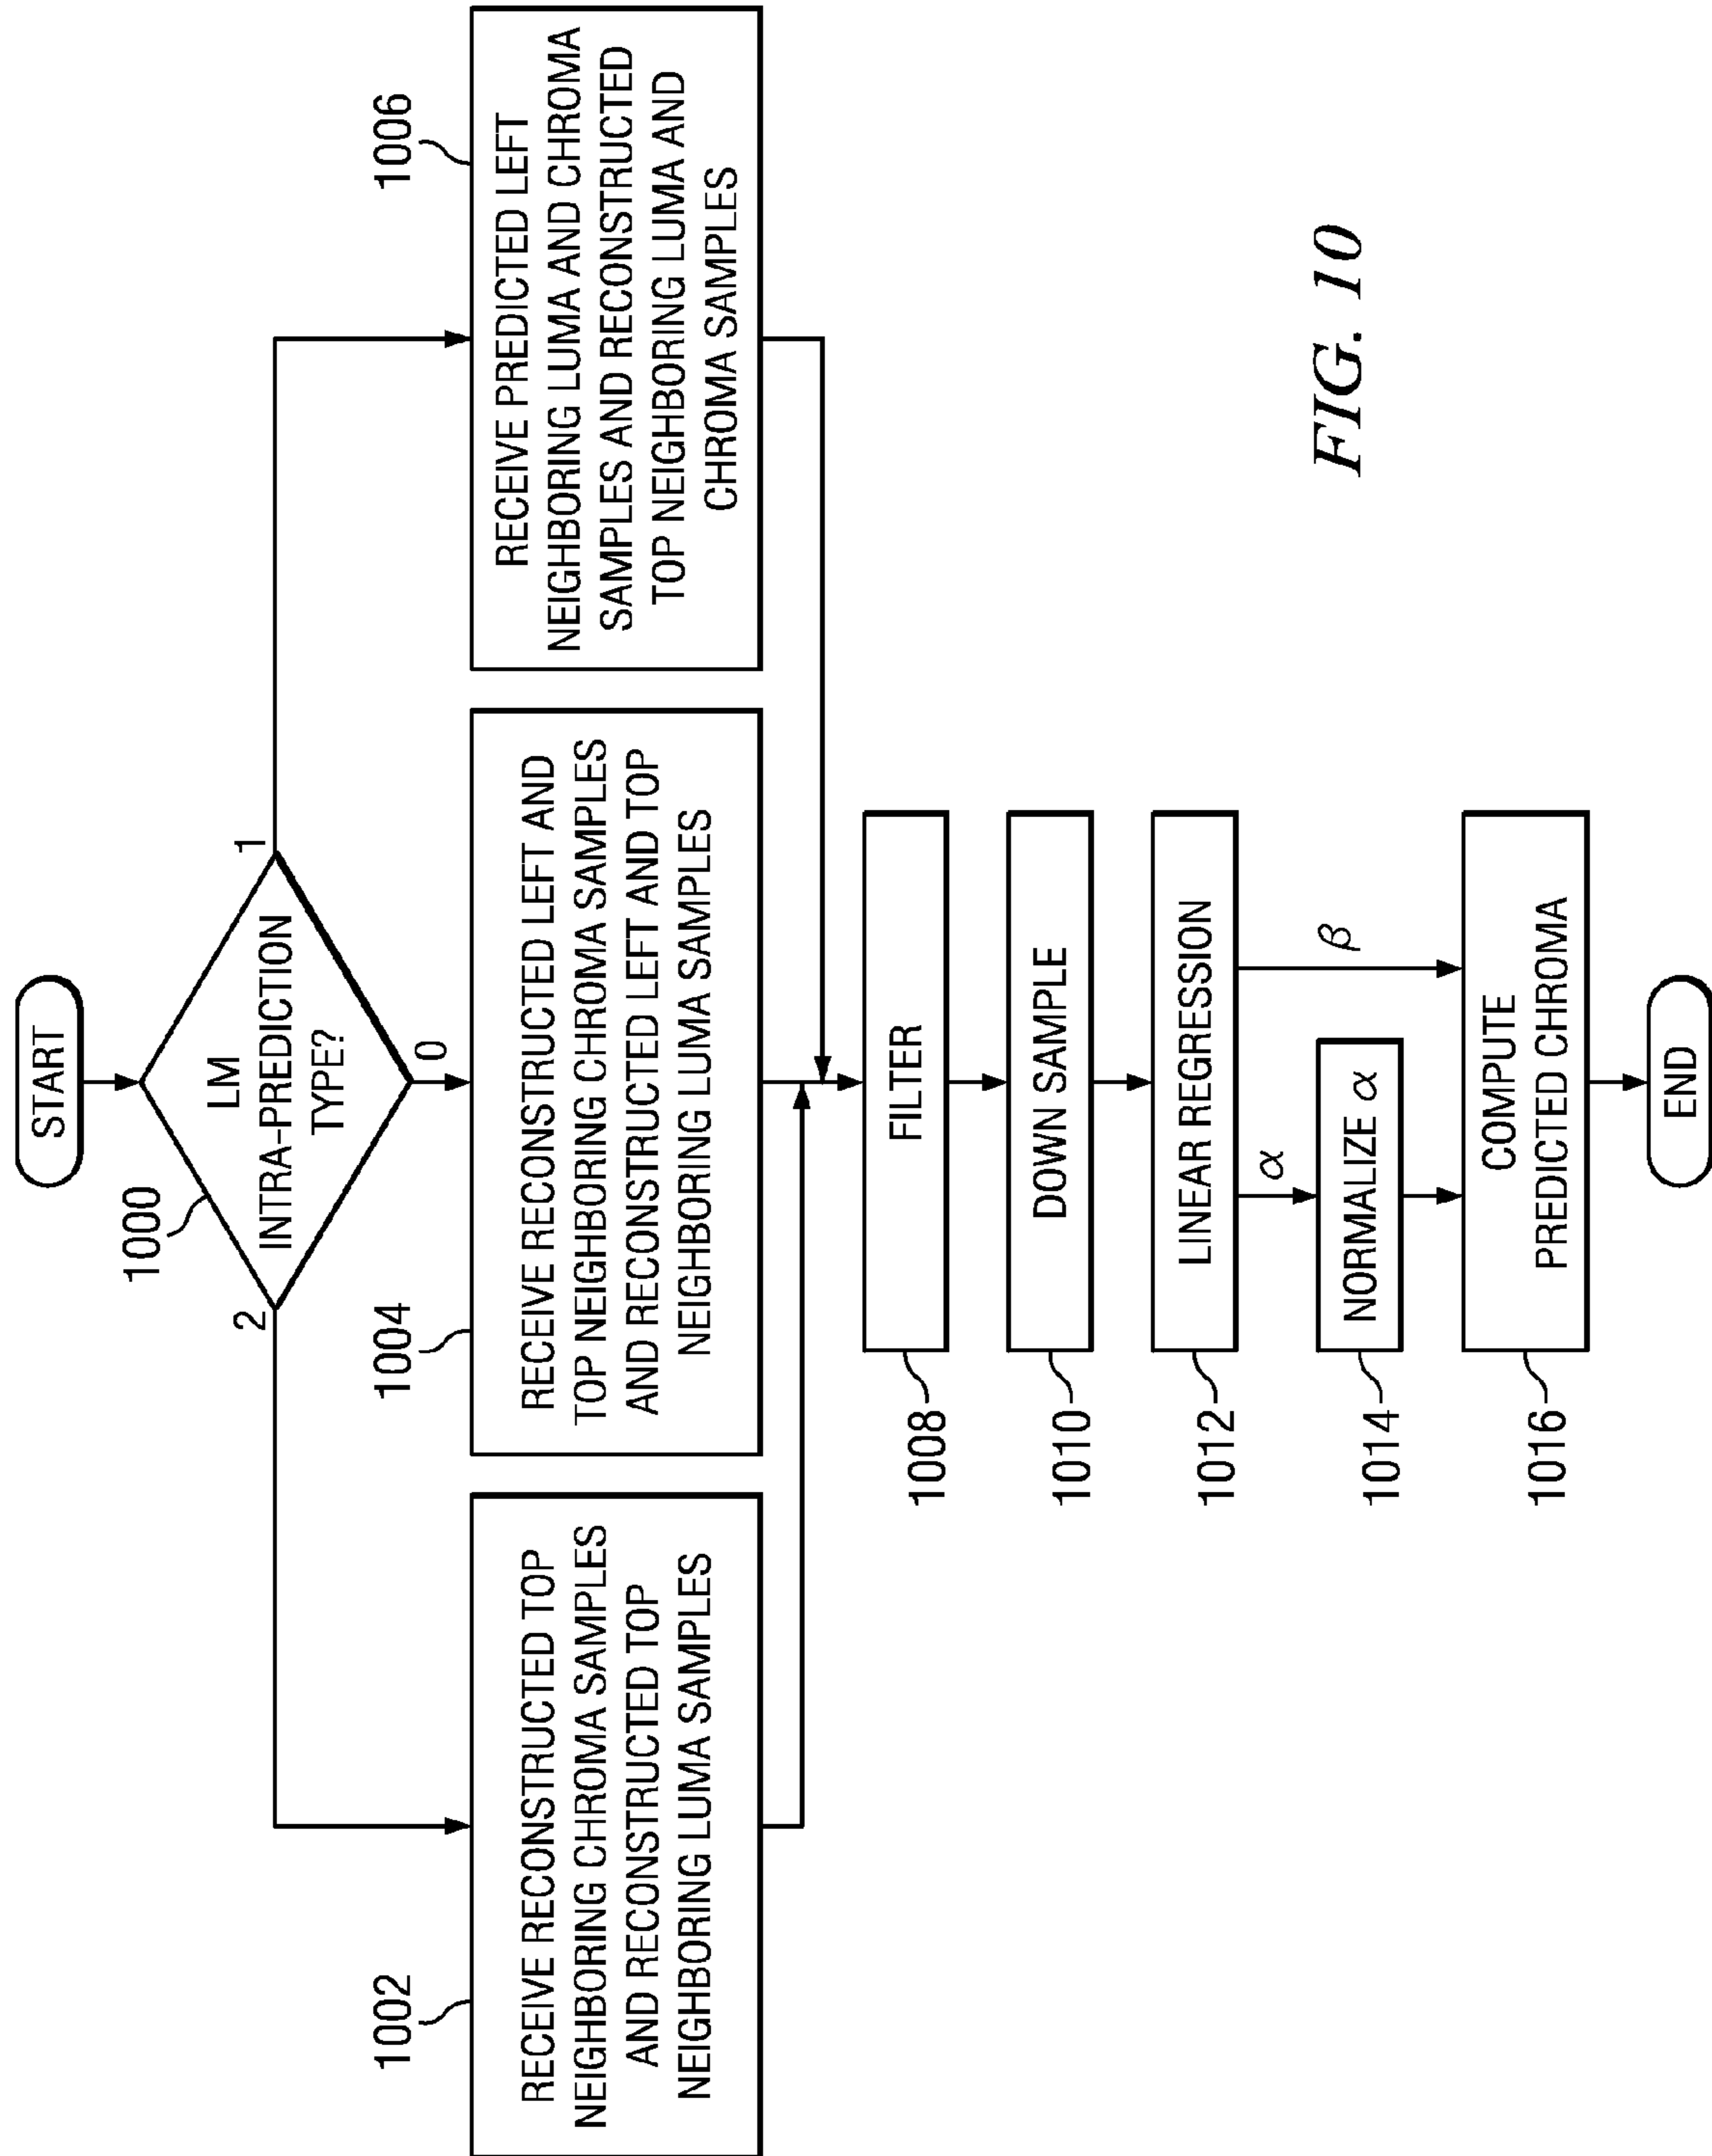 START
1000
LM
INTRA-PREDICTION
TYPE?
2
0
1
1002
RECEIVE RECONSTRUCTED TOP
NEIGHBORING CHROMA SAMPLES
AND RECONSTRUCTED TOP
NEIGHBORING LUMA SAMPLES
1004
RECEIVE RECONSTRUCTED LEFT AND
TOP NEIGHBORING CHROMA SAMPLES
AND RECONSTRUCTED LEFT AND TOP
NEIGHBORING LUMA SAMPLES
1006
RECEIVE PREDICTED LEFT
NEIGHBORING LUMA AND CHROMA
SAMPLES AND RECONSTRUCTED
TOP NEIGHBORING LUMA AND
CHROMA SAMPLES
1008
FILTER
1010
DOWN SAMPLE
1012
LINEAR REGRESSION
α
β
1014
NORMALIZE α
1016
COMPUTE
PREDICTED CHROMA
END
FIG. 10